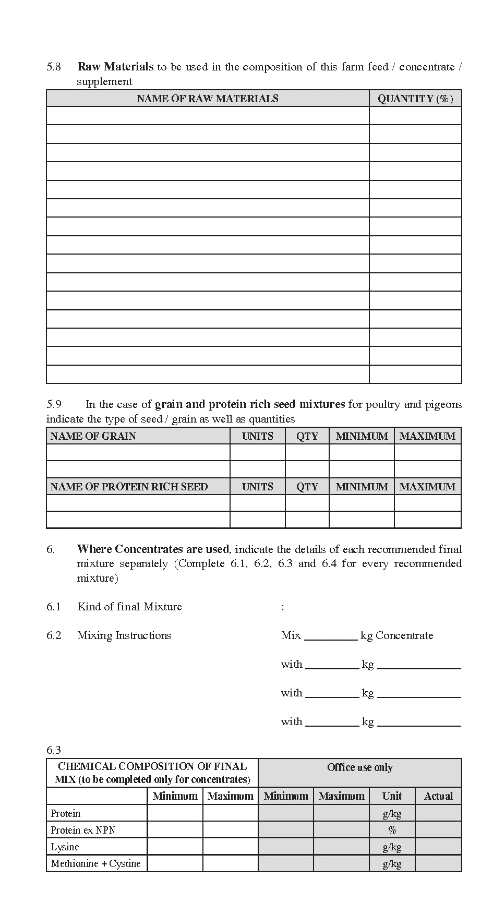 5.8 Raw Materials to be used in the composition of this farm feed / concentrate /
supplement
NAME OF RAW MATERIALS QUANTITY (%)
5.9 In the case of grain and protein rich seed mixtures for poultry and pigeons
indicate the type of seed / grain as well as quantities
NAME OF GRAIN UNITS QTY MINIMUM MAXIMUM
NAME OF PROTEIN RICH SEED UNITS QTY MINIMUM MAXIMUM
6. Where Concentrates are used, indicate the details of each recommended final
mixture separately (Complete 6.1, 6.2, 6.3 and 6.4 for every recommended
mixture)
6.1 Kind of final Mixture :
6.2 Mixing Instructions Mix ________ kg Concentrate
with ________ kg ____________
with ________ kg ____________
with ________ kg ____________
6.3
CHEMICAL COMPOSITION OF FINAL Office use only
MIX (to be completed only for concentrates)
Minimum Maximum Minimum Maximum Unit Actual
Protein g/kg
Protein ex NPN %
Lysine g/kg
Methionine + Cystine g/kg